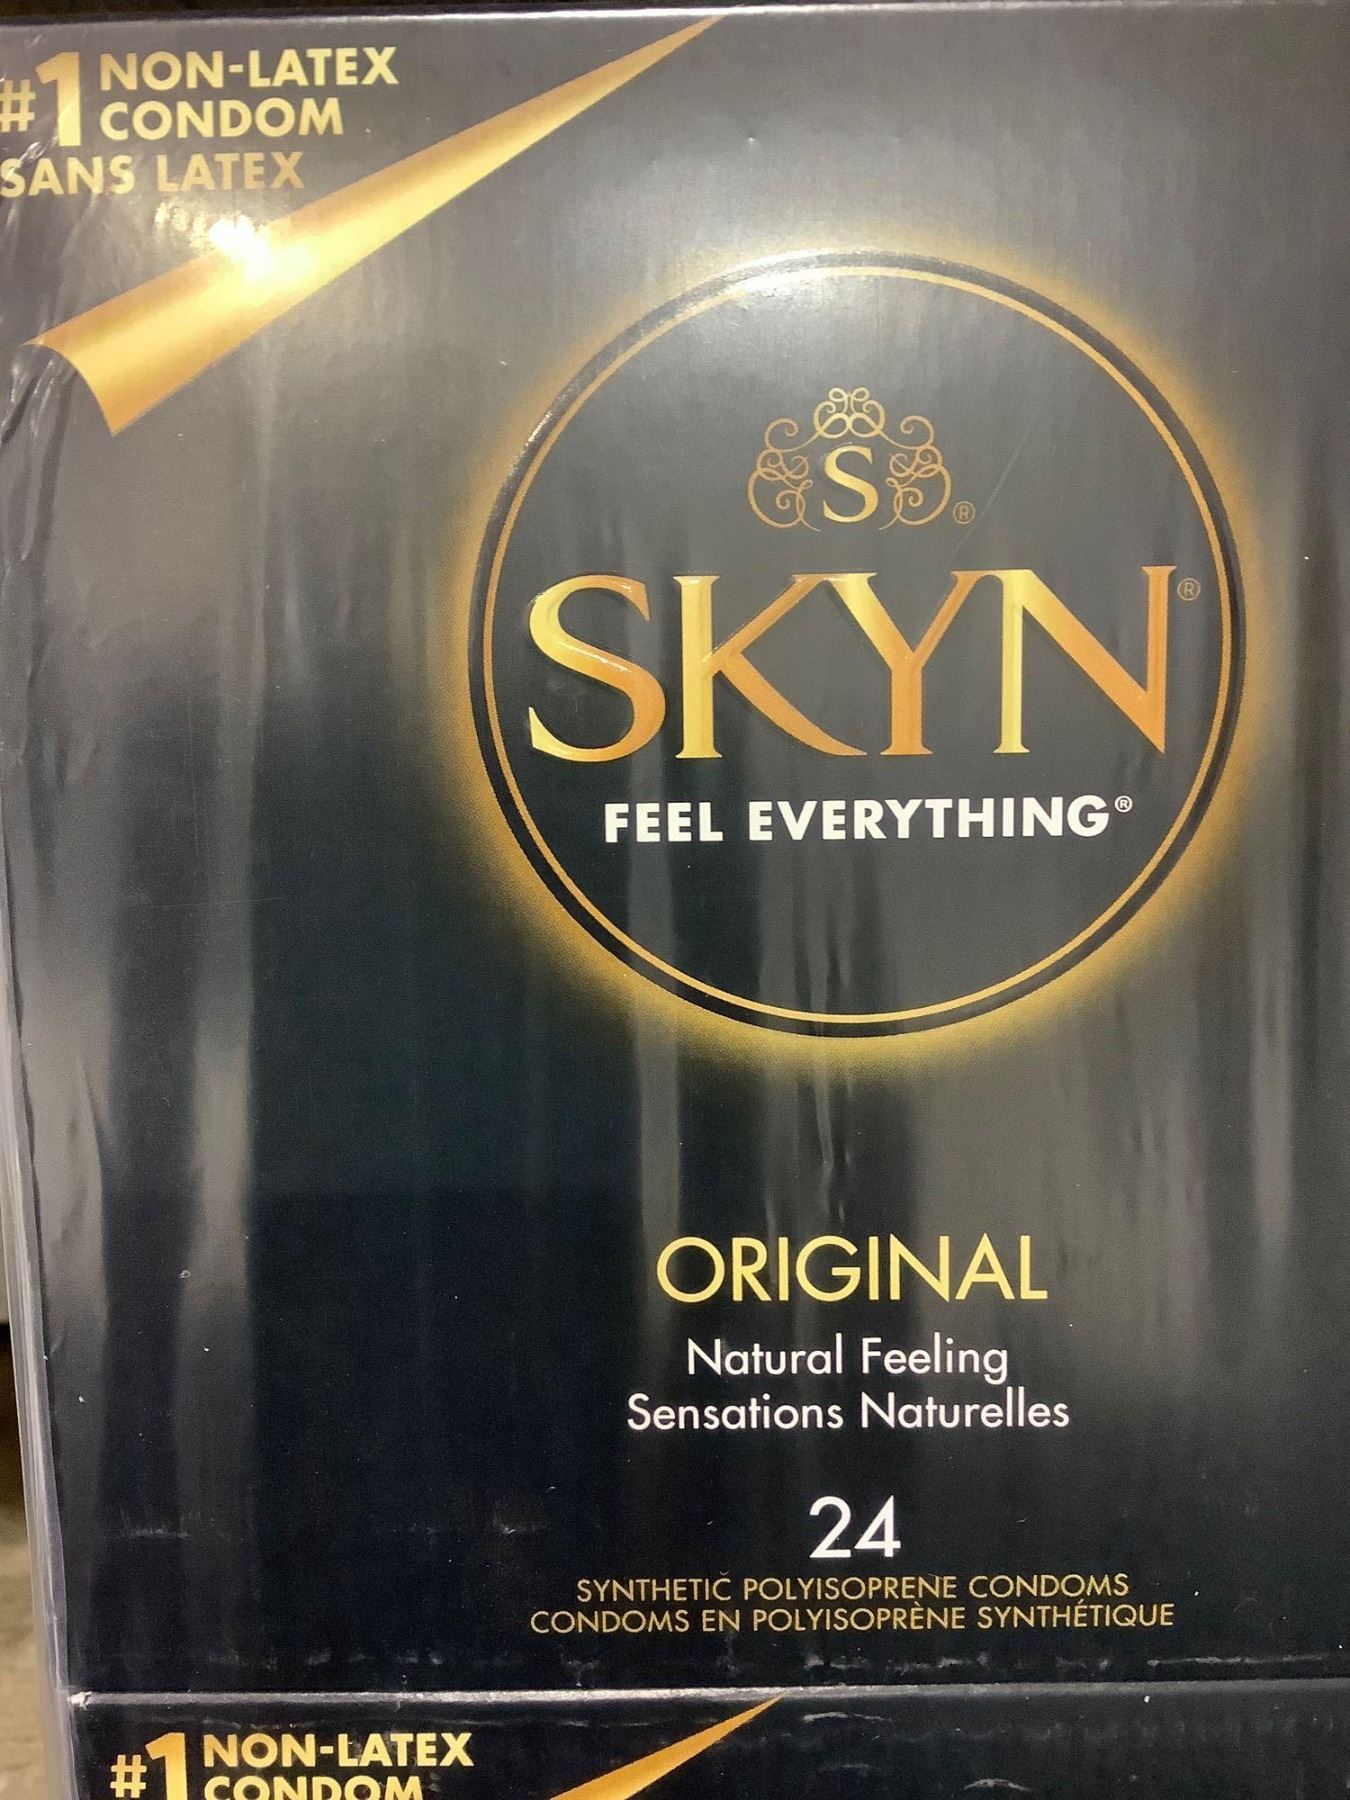 #1 NON-LATEX
CONDOM
SANS LATEX
S®
SKYN®
FEEL EVERYTHING®
ORIGINAL
Natural Feeling
Sensations Naturelles
24
SYNTHETIC POLYISOPRENE CONDOMS
CONDOMS EN POLYISOPRÈNE SYNTHÉTIQUE
#1 NON-LATEX
CONDOM